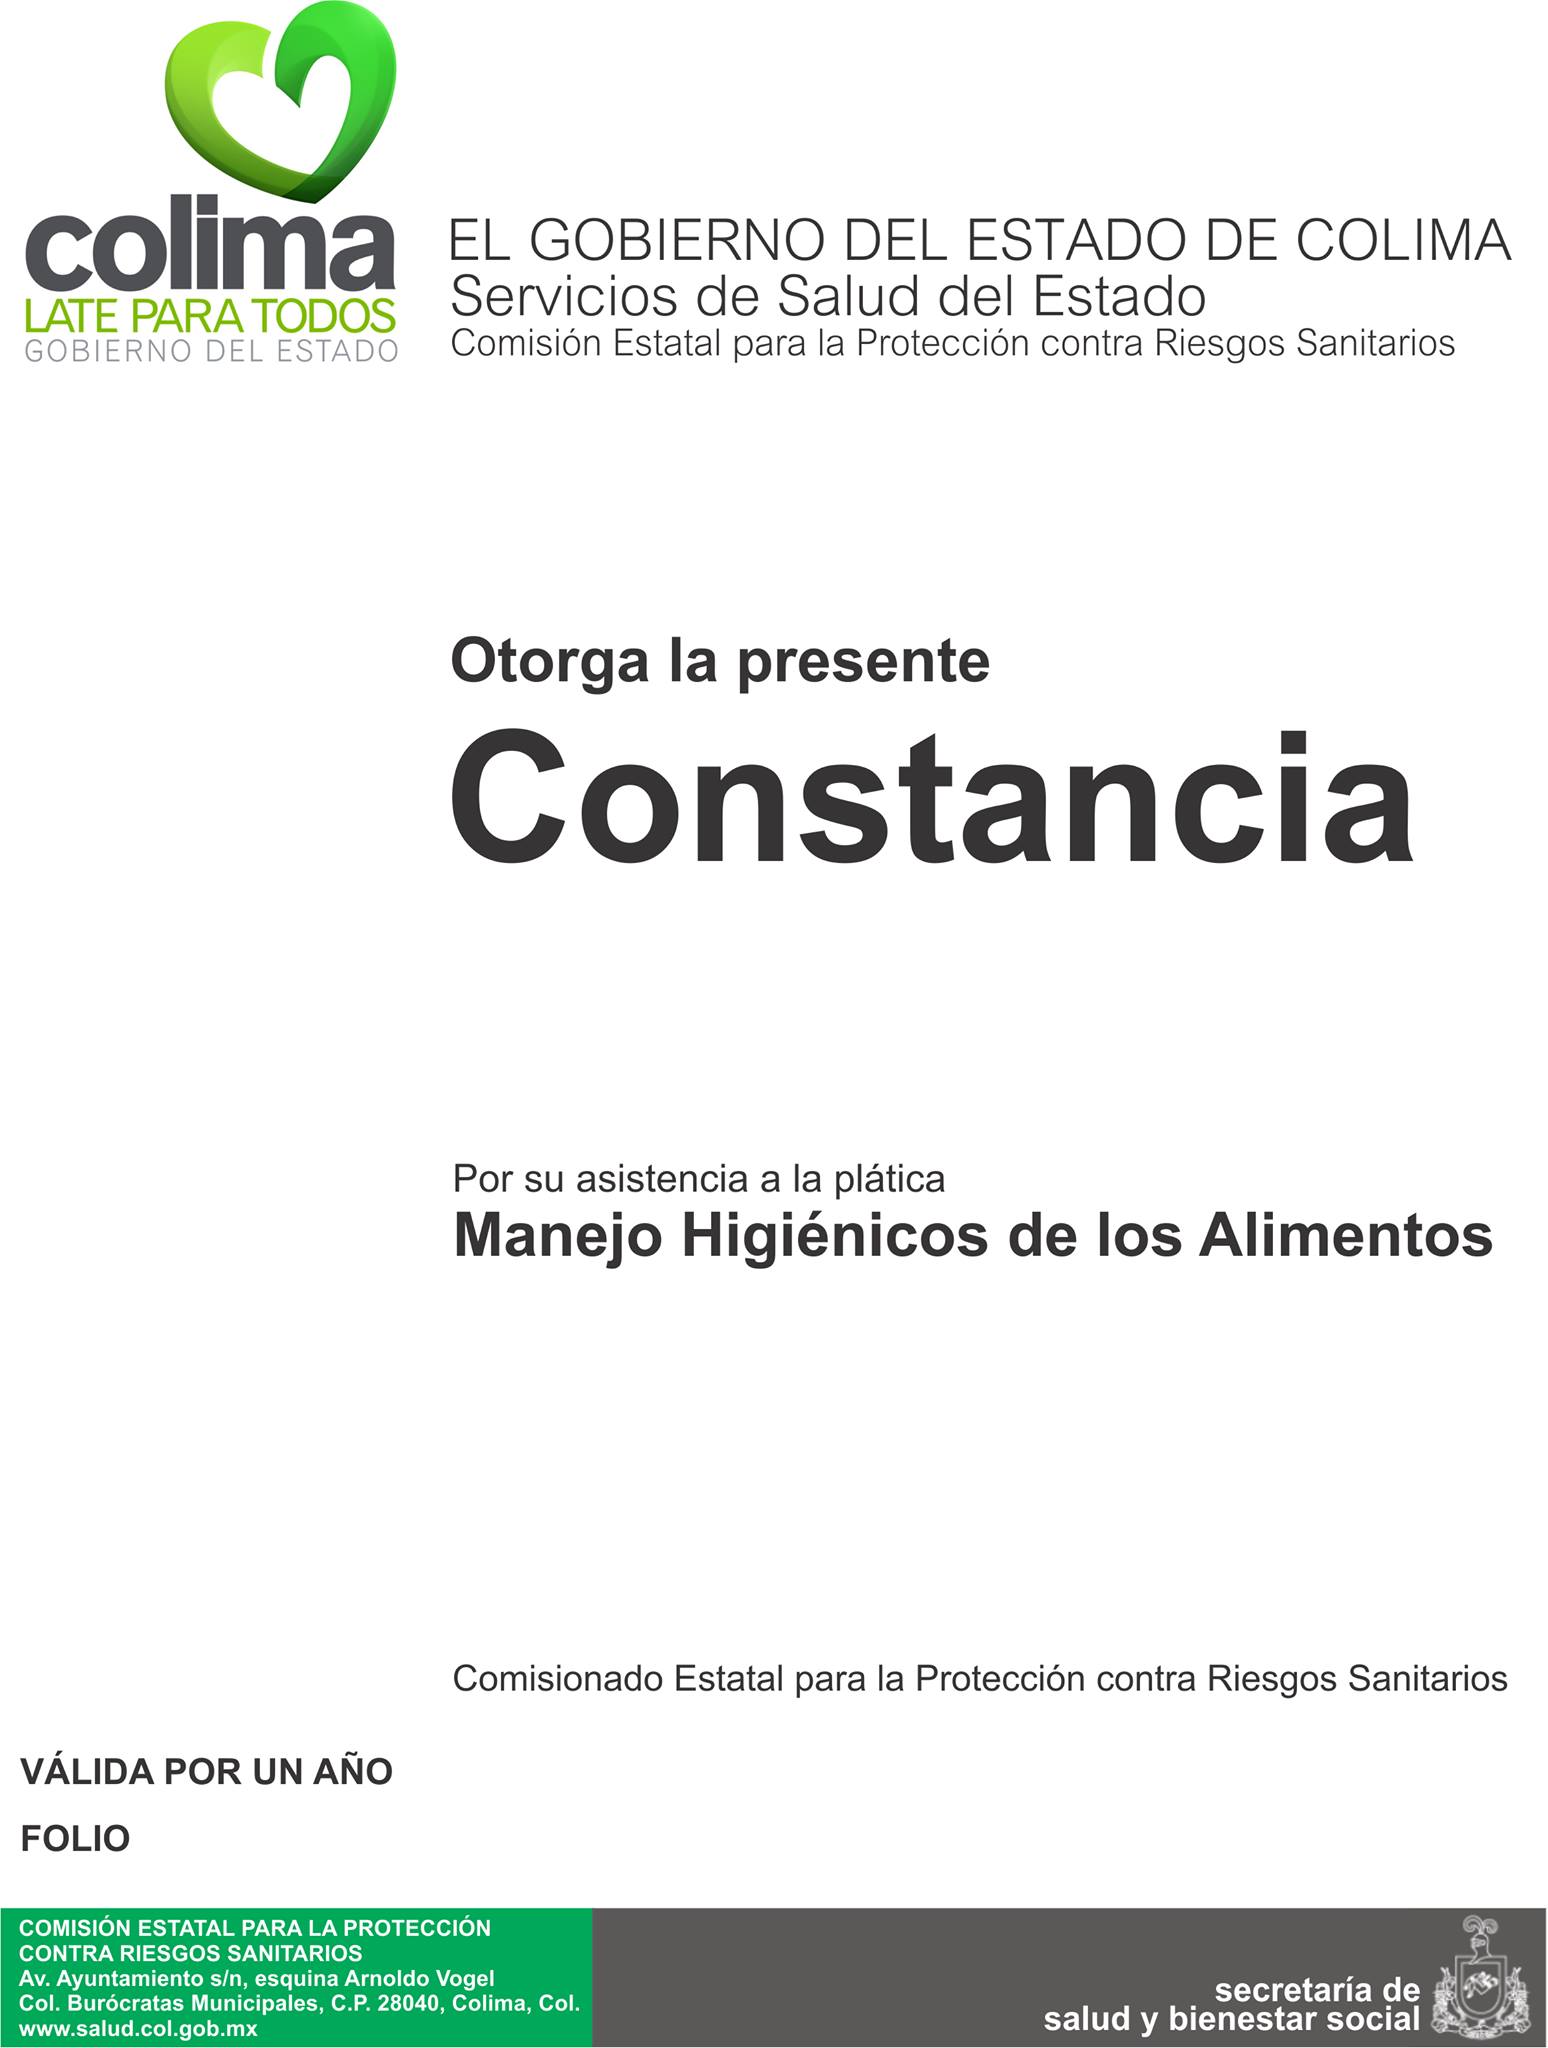 colima
LATE PARA TODOS
GOBIERNO DEL ESTADO
EL GOBIERNO DEL ESTADO DE COLIMA
Servicios de Salud del Estado
Comisión Estatal para la Protección contra Riesgos Sanitarios
Otorga la presente
Constancia
Por su asistencia a la plática
Manejo Higiénicos de los Alimentos
Comisionado Estatal para la Protección contra Riesgos Sanitarios
VÁLIDA POR UN AÑO
FOLIO
COMISIÓN ESTATAL PARA LA PROTECCIÓN
CONTRA RIESGOS SANITARIOS
Av. Ayuntamiento s/n, esquina Arnoldo Vogel
Col. Burócratas Municipales, C.P. 28040, Colima, Col.
www.salud.col.gob.mx
secretaría de
salud y bienestar social